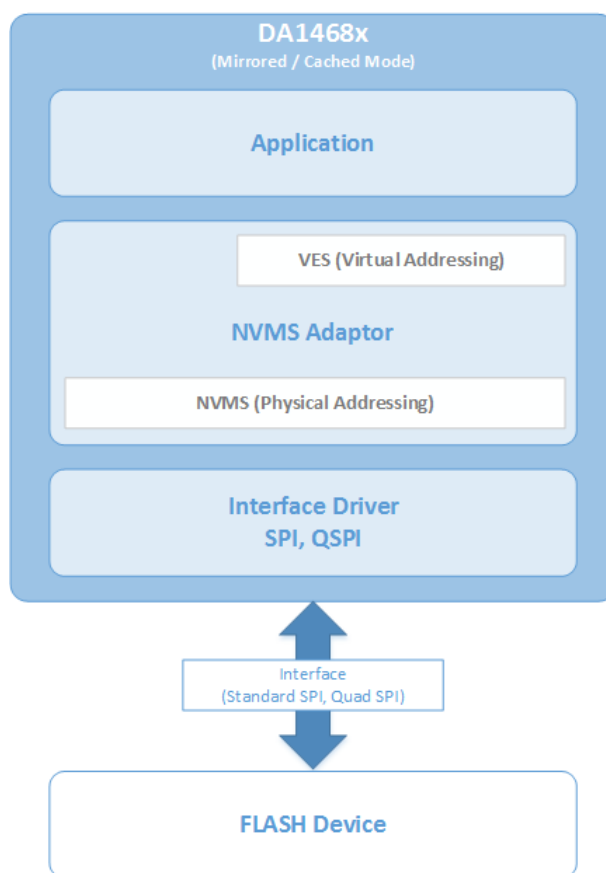 DA1468x
(Mirrored / Cached Mode)
Application
VES (Virtual Addressing)
NVMS Adaptor
NVMS (Physical Addressing)
Interface Driver
SPI, QSPI
Interface
(Standard SPI, Quad SPI)
FLASH Device